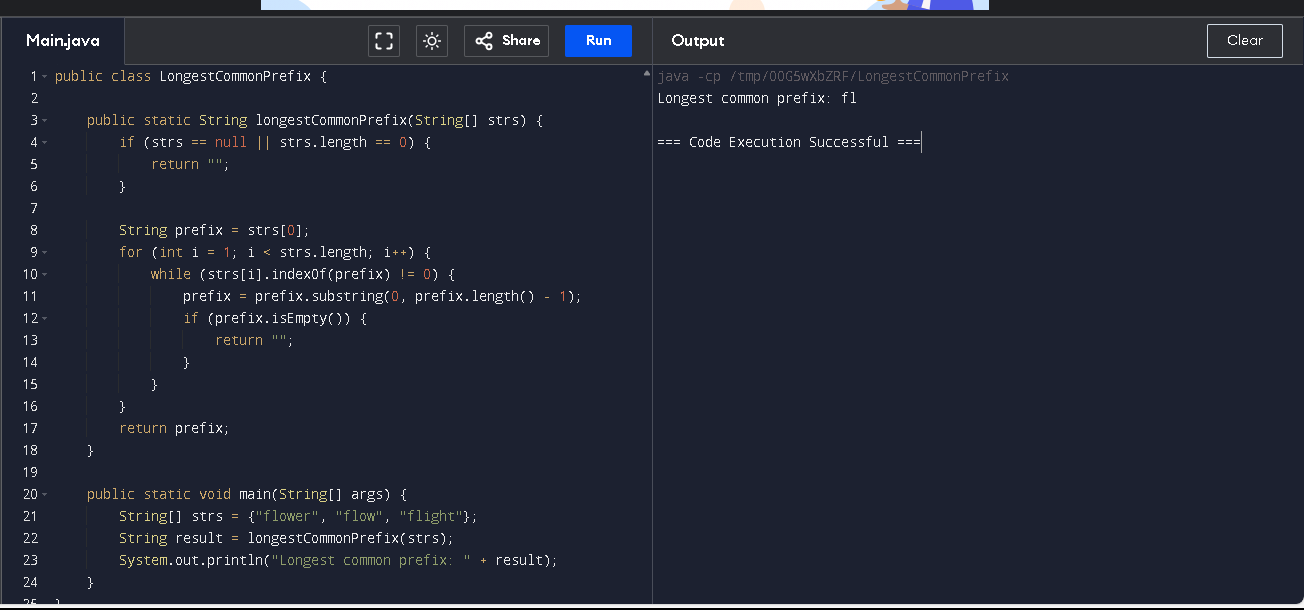 Main.java
Share
Run
Output
Clear
1 public class LongestCommonPrefix {
2
3     public static String longestCommonPrefix(String[] strs) {
4         if (strs == null || strs.length == 0) {
5             return "";
6         }
7
8         String prefix = strs[0];
9         for (int i = 1; i < strs.length; i++) {
10             while (strs[i].indexOf(prefix) != 0) {
11                 prefix = prefix.substring(0, prefix.length() - 1);
12                 if (prefix.isEmpty()) {
13                     return "";
14                 }
15             }
16         }
17         return prefix;
18     }
19
20     public static void main(String[] args) {
21         String[] strs = {"flower", "flow", "flight"};
22         String result = longestCommonPrefix(strs);
23         System.out.println("Longest common prefix: " + result);
24     }
25 }
java -cp /tmp/OOG5wXbZRF/LongestCommonPrefix
Longest common prefix: fl
=== Code Execution Successful ===